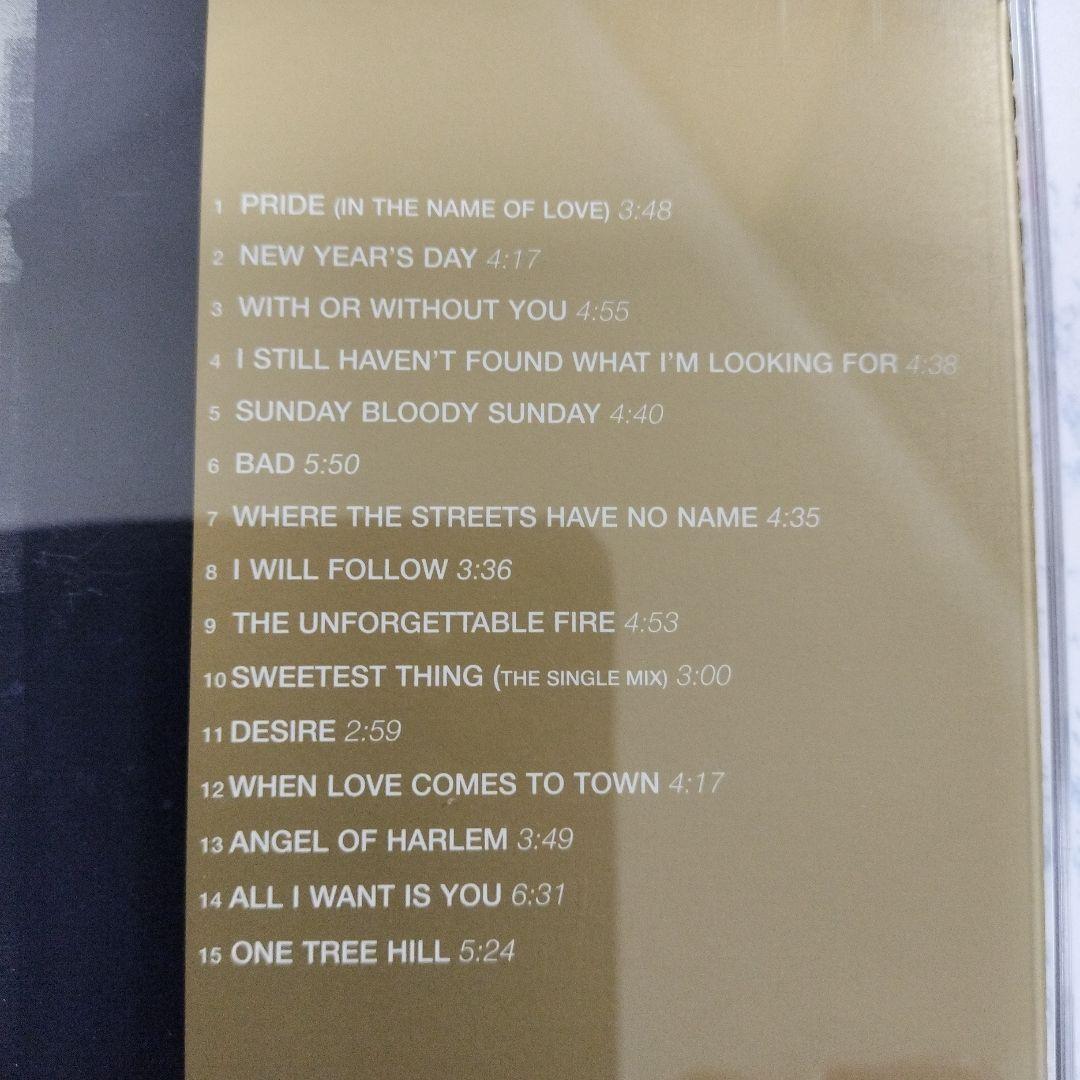 1 PRIDE (IN THE NAME OF LOVE) 3:48
2 NEW YEAR'S DAY 4:17
3 WITH OR WITHOUT YOU 4:55
4 I STILL HAVEN'T FOUND WHAT I'M LOOKING FOR 4:38
5 SUNDAY BLOODY SUNDAY 4:40
6 BAD 5:50
7 WHERE THE STREETS HAVE NO NAME 4:35
8 I WILL FOLLOW 3:36
9 THE UNFORGETTABLE FIRE 4:53
10 SWEETEST THING (THE SINGLE MIX) 3:00
11 DESIRE 2:59
12 WHEN LOVE COMES TO TOWN 4:17
13 ANGEL OF HARLEM 3:49
14 ALL I WANT IS YOU 6:31
15 ONE TREE HILL 5:24